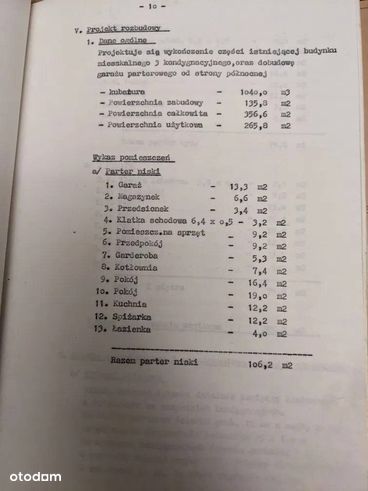 - 10 -
V. Projekt rozbudowy
1. Dane ogólne
Projektuje się wykończenie części istniejącej budynku
mieszkalnego 3 kondygnacyjnego, oraz dobudowę
garażu parterowego od strony północnej
- kubatura - 1040,0 m3
- Powierzchnia zabudowy - 135,8 m2
- Powierzchnia całkowita - 356,6 m2
- Powierzchnia użytkowa - 265,8 m2
Wykaz pomieszczeń
a/ Parter niski
1. Garaż - 13,3 m2
2. Magazynek - 6,6 m2
3. Przedsionek - 3,4 m2
4. Klatka schodowa 6,4 x 0,5 - 3,2 m2
5. Pomieszcz.na sprzęt - 9,2 m2
6. Przedpokój - 9,2 m2
7. Garderoba - 5,3 m2
8. Kotłownia - 7,4 m2
9. Pokój - 16,4 m2
10. Pokój - 19,0 m2
11. Kuchnia - 12,2 m2
12. Spiżarka - 12,2 m2
13. Łazienka - 4,0 m2
Razem parter niski 106,2 m2
otodom